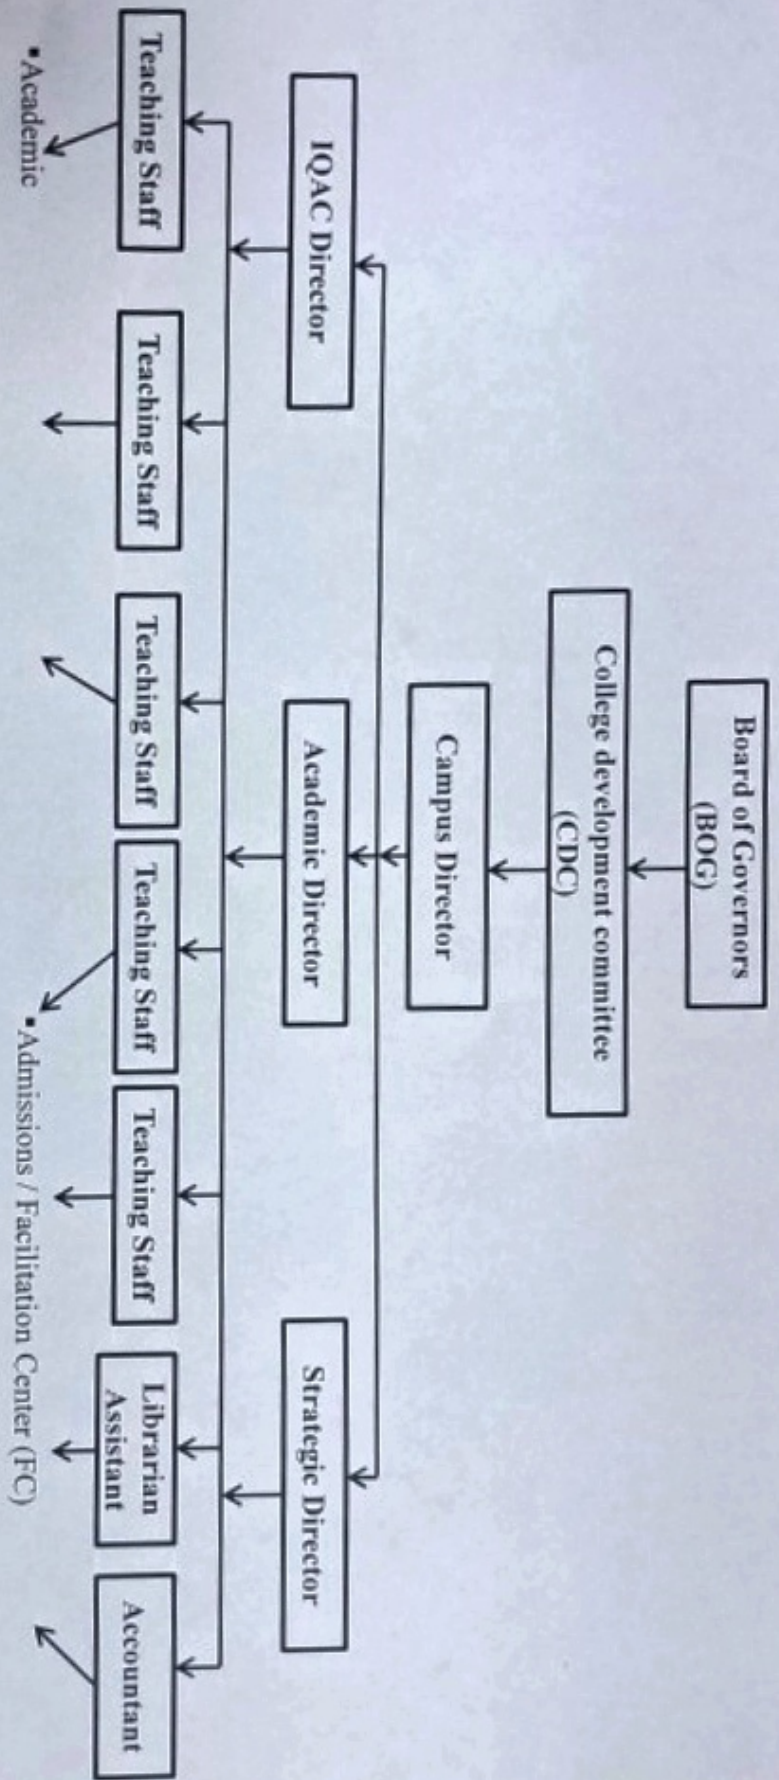 Board of Governors
(BOG)
College development committee
(CDC)
Campus Director
IQAC Director
Academic Director
Strategic Director
Teaching Staff
Teaching Staff
Teaching Staff
Teaching Staff
Teaching Staff
Librarian
Assistant
Accountant
▪Academic
▪Admissions / Facilitation Center (FC)